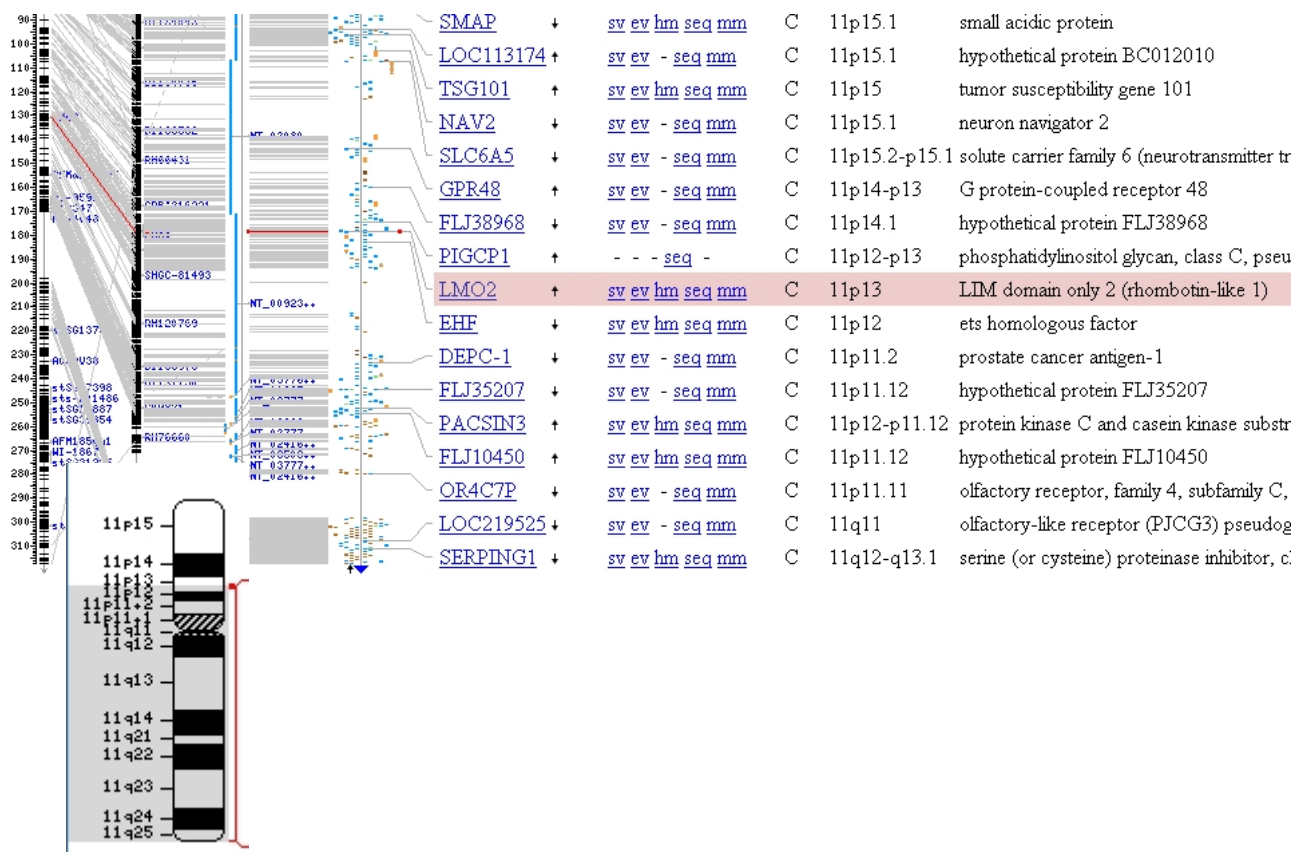 90
SMAP ↓ sv ev hm seq mm C 11p15.1 small acidic protein
100
LOC113174 ↑ sv ev - seq mm C 11p15.1 hypothetical protein BC012010
110
TSG101 ↑ sv ev hm seq mm C 11p15 tumor susceptibility gene 101
120
130
NAV2 ↓ sv ev - seq mm C 11p15.1 neuron navigator 2
140
SLC6A5 ↓ sv ev - seq mm C 11p15.2-p15.1 solute carrier family 6 (neurotransmitter tr
150
RH80431
160
GPR48 ↑ sv ev hm seq mm C 11p14-p13 G protein-coupled receptor 48
170
FLJ38968 ↓ sv ev - seq mm C 11p14.1 hypothetical protein FLJ38968
180
190
PIGCP1 ↑ - - - seq - 11p12-p13 phosphatidylinositol glycan, class C, pseu
SHGC-81493
200
LMO2 ↑ sv ev hm seq mm C 11p13 LIM domain only 2 (rhombotin-like 1)
210
NT_00923++
220
RH120769
EHF ↓ sv ev hm seq mm C 11p12 ets homologous factor
230
DEPC-1 ↓ sv ev - seq mm C 11p11.2 prostate cancer antigen-1
240
FLJ35207 ↓ sv ev - seq mm C 11p11.12 hypothetical protein FLJ35207
250
260
PACSIN3 ↑ sv ev hm seq mm C 11p12-p11.12 protein kinase C and casein kinase substr
RH76660
270
FLJ10450 ↑ sv ev hm seq mm C 11p11.12 hypothetical protein FLJ10450
NT_03777++
280
290
OR4C7P ↓ sv ev - seq mm C 11p11.11 olfactory receptor, family 4, subfamily C,
300
LOC219525 ↓ sv ev - seq mm C 11q11 olfactory-like receptor (PJCG3) pseudog
310
SERPING1 ↓ sv ev hm seq mm C 11q12-q13.1 serine (or cysteine) proteinase inhibitor, cl
11p15
11p14
11p13
11p12
11p11.2
11p11.1
11q11
11q12
11q13
11q14
11q21
11q22
11q23
11q24
11q25